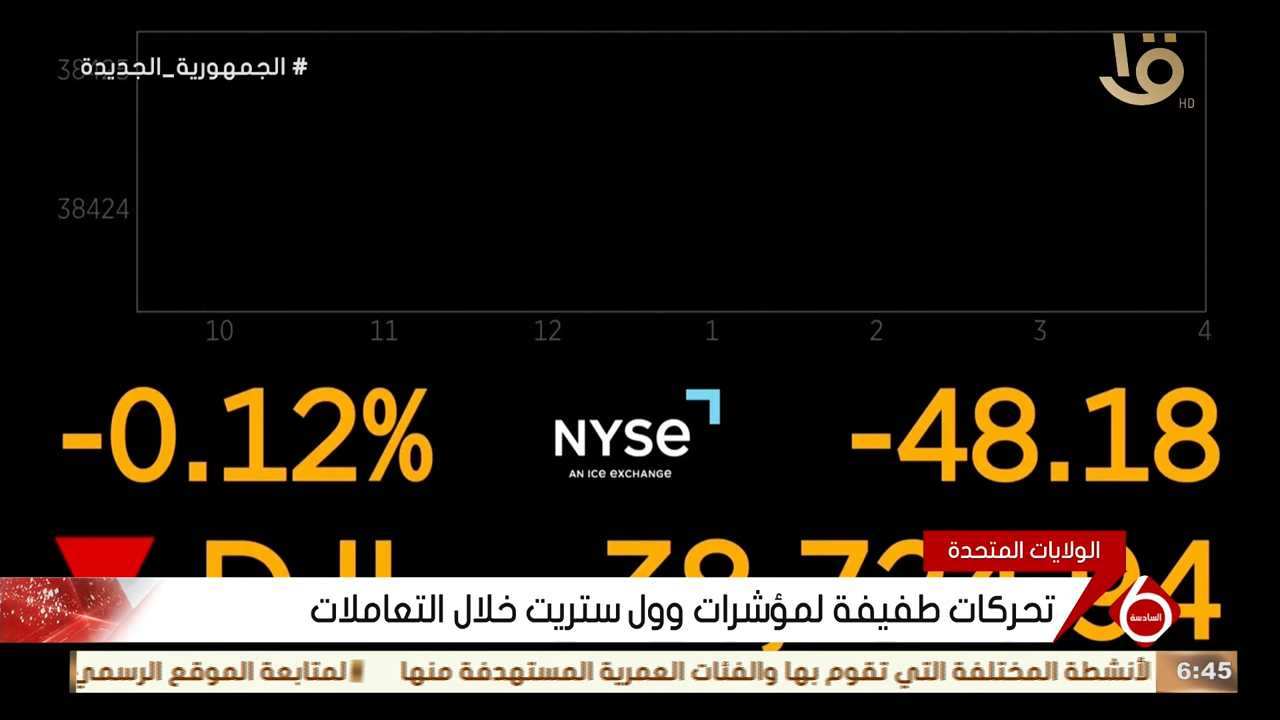 # الجمهورية_الجديدة
HD
38424
10 11 12 1 2 3 4
-0.12%
NYSE
AN ICE EXCHANGE
-48.18
الولايات المتحدة
تحركات طفيفة لمؤشرات وول ستريت خلال التعاملات
السادسة
6:45
لأنشطة المختلفة التي تقوم بها والفئات العمرية المستهدفة منها
لمتابعة الموقع الرسمي